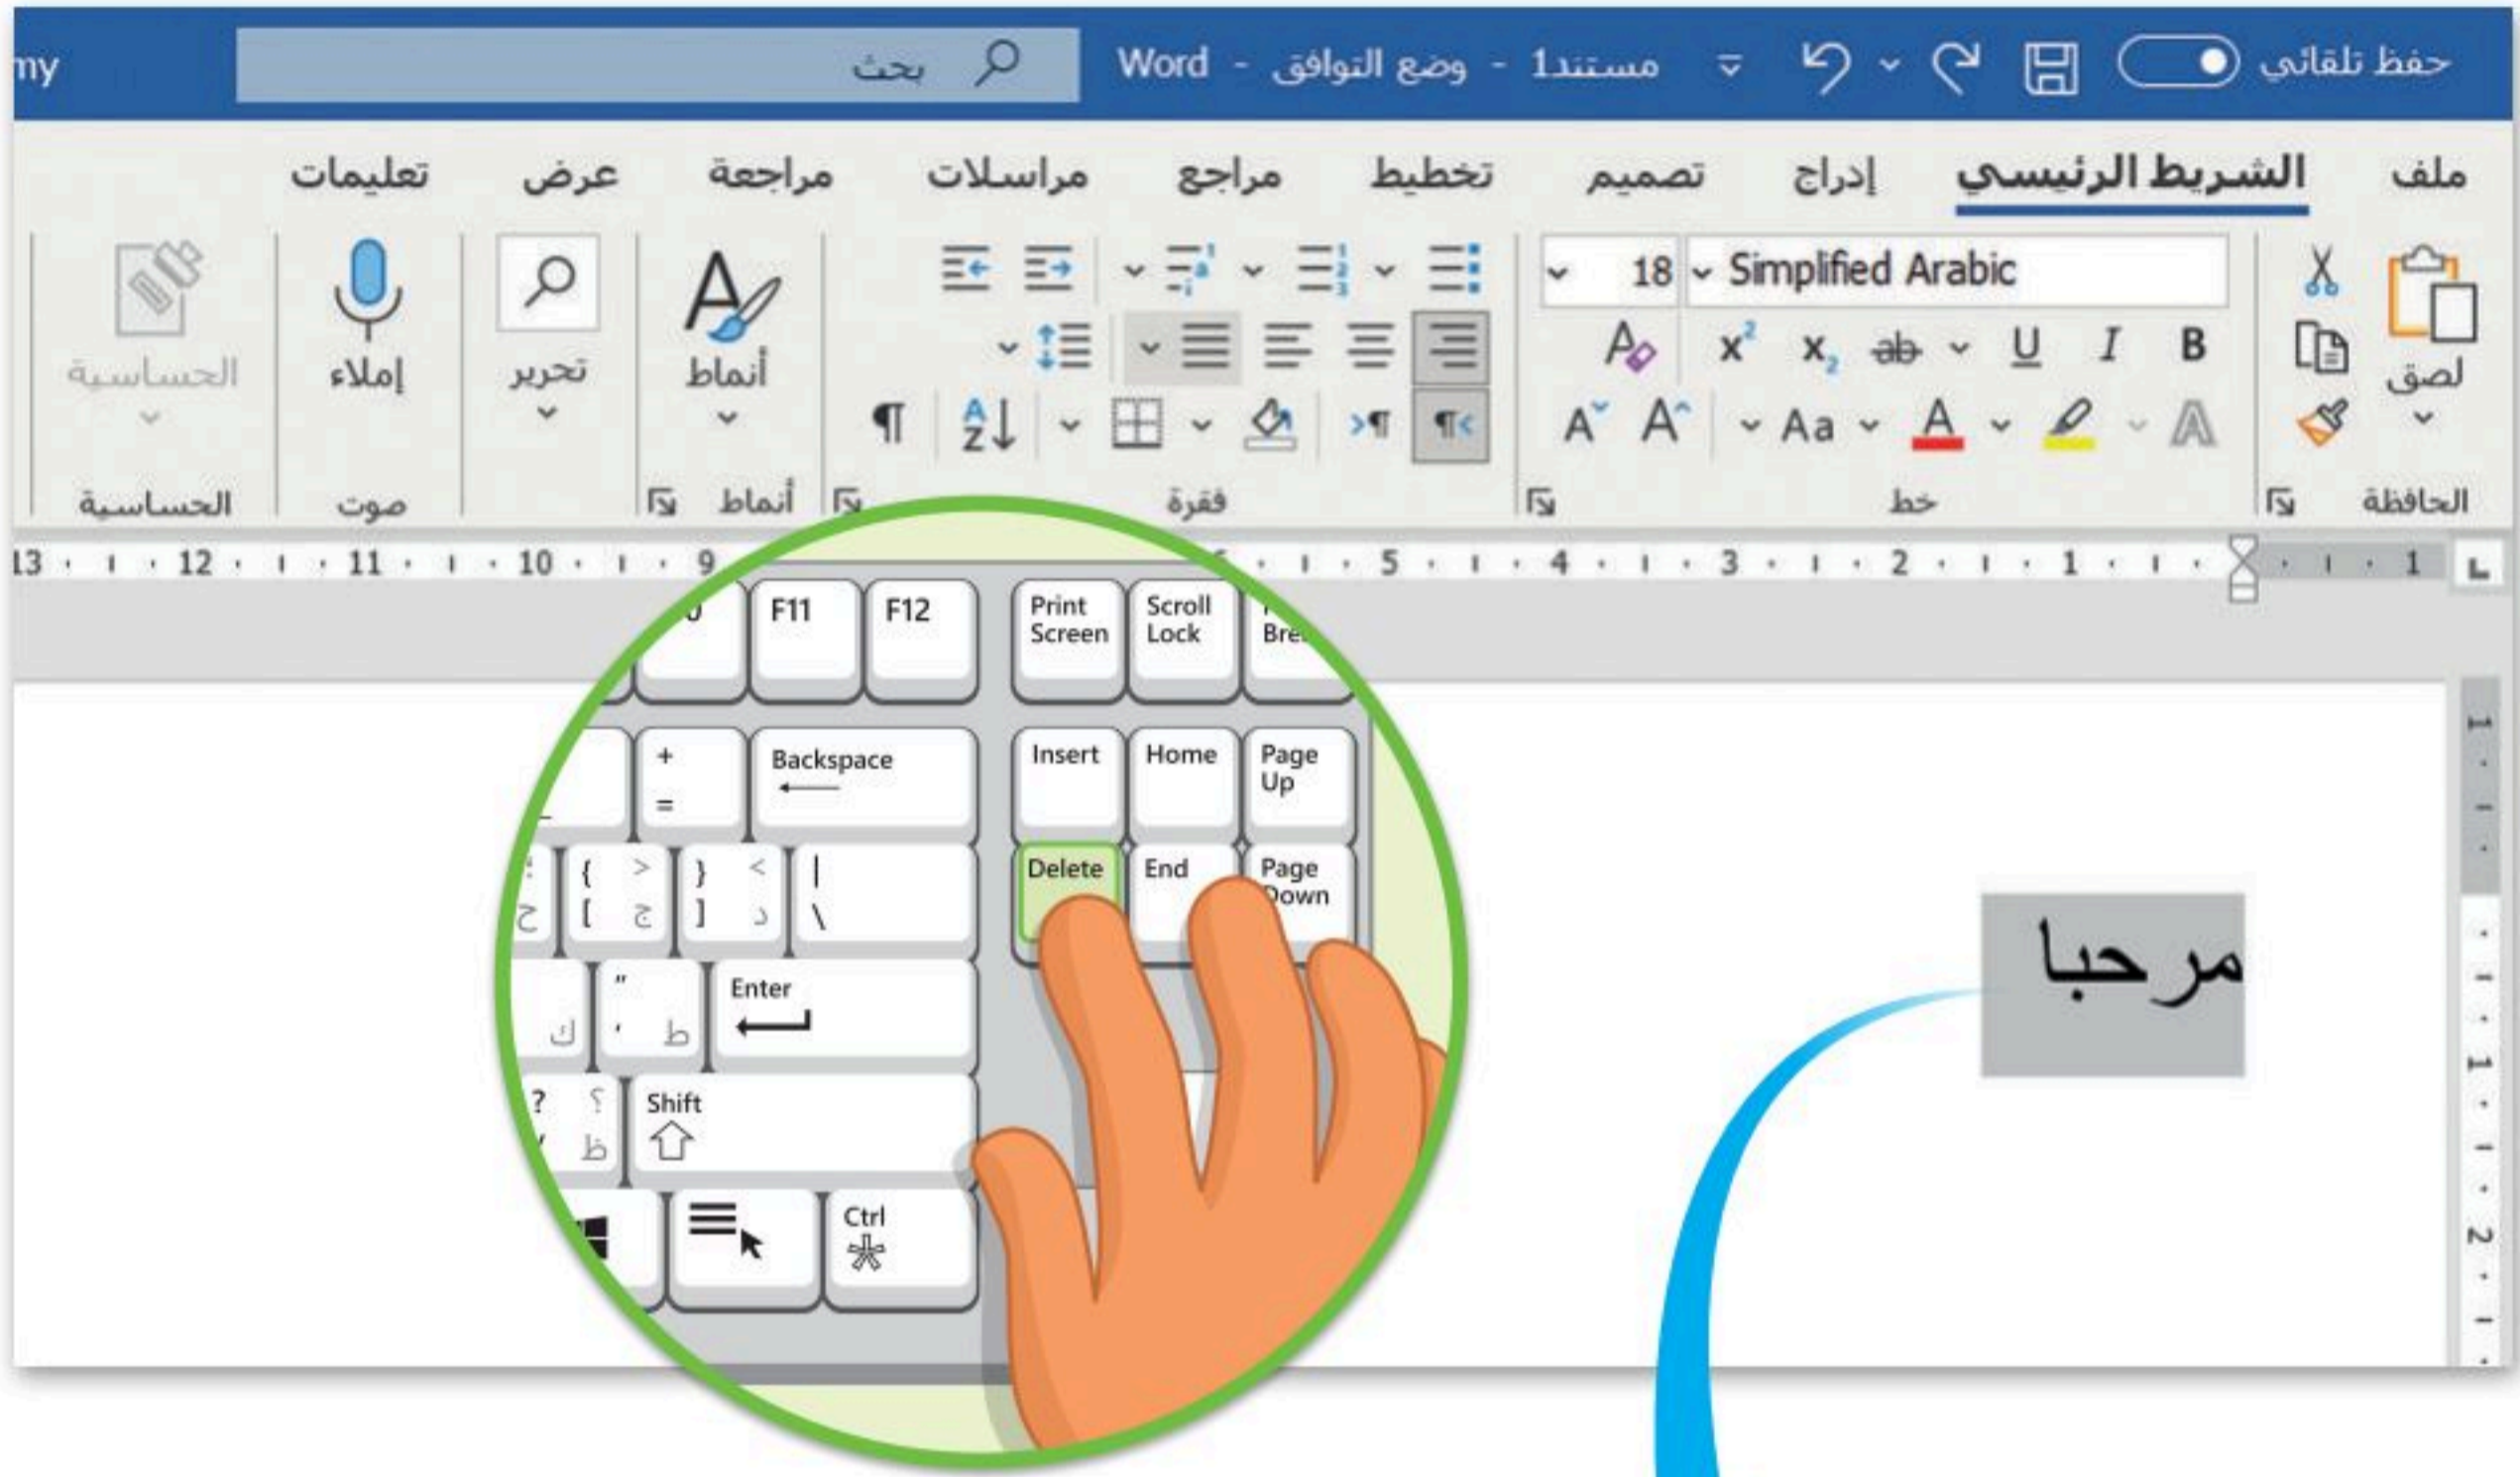 حفظ تلقائي مستند1 - وضع التوافق - Word بحث my
ملف الشريط الرئيسي إدراج تصميم تخطيط مراجع مراسلات مراجعة عرض تعليمات
Simplified Arabic 18
B I U ab x₂ x²
لصق أنماط تحرير إملاء الحساسية
A Aa A A A Z
الحافظة خط فقرة أنماط صوت الحساسية
1 1 2 3 4 5 9 10 11 12 13
F11 F12 Print Screen Scroll Lock
+ = Backspace Insert Home Page Up
ح { [ < ج } ] > د | \ Delete End Page Down
ك " ' ط Enter
? ؟ ظ Shift
Ctrl
مرحبا
1
1
2